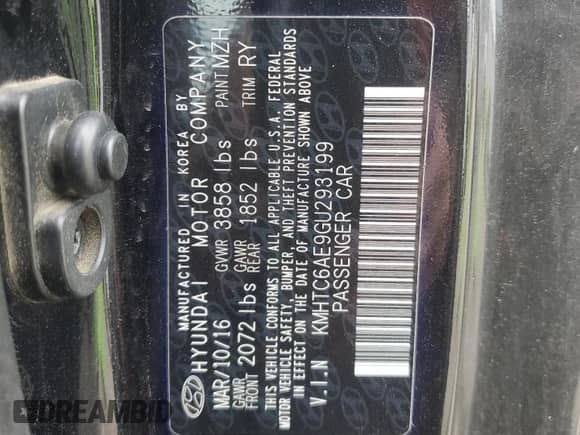 MANUFACTURED IN KOREA BY
HYUNDAI MOTOR COMPANY
MAR/10/16 GVWR 3858 lbs PAINT MZH
GAWR FRONT 2072 lbs GAWR REAR 1852 lbs TRIM RY
THIS VEHICLE CONFORMS TO ALL APPLICABLE U.S.A. FEDERAL
MOTOR VEHICLE SAFETY, BUMPER, AND THEFT PREVENTION STANDARDS
IN EFFECT ON THE DATE OF MANUFACTURE SHOWN ABOVE
V.I.N KMHTC6AE9GU293199
PASSENGER CAR
DREAMBID